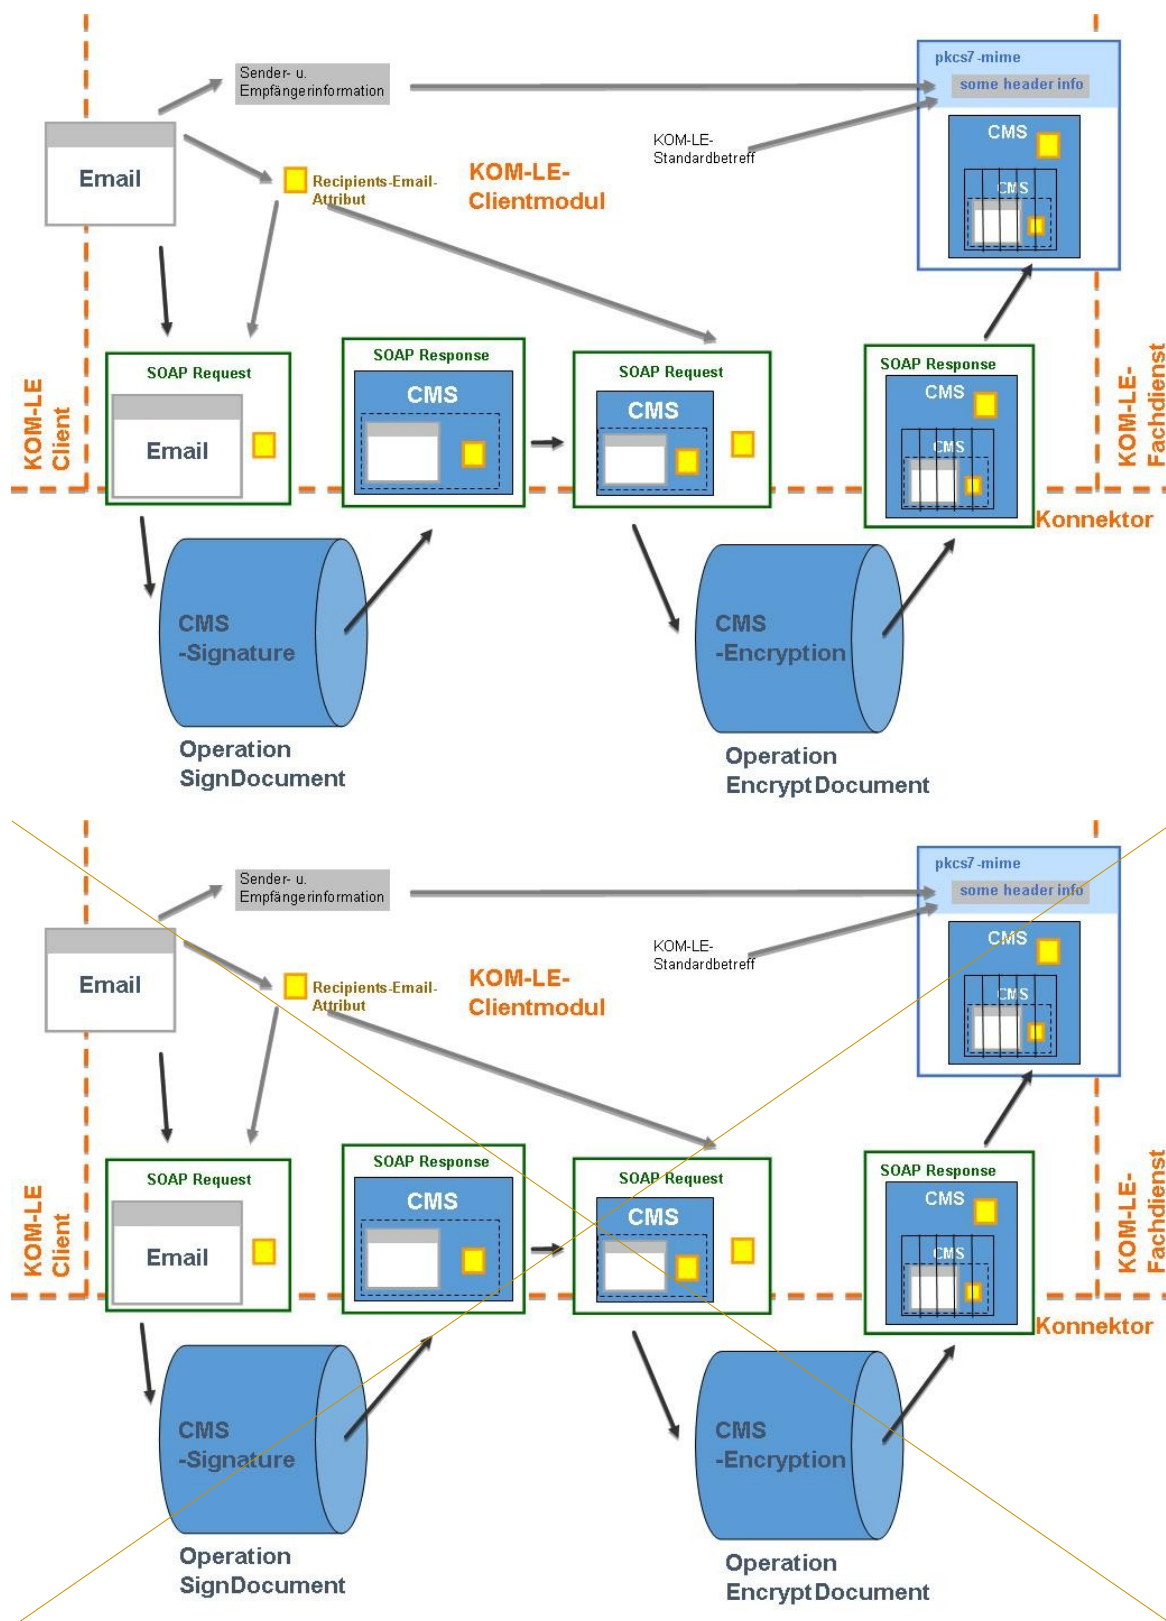 pkcs7-mime
some header info
Sender- u.
Empfängerinformation
KOM-LE-
Standardbetreff
CMS
CMS
Email
Recipients-Email-
Attribut
KOM-LE-
Clientmodul
SOAP Request
Email
SOAP Response
CMS
SOAP Request
CMS
SOAP Response
CMS
CMS
KOM-LE
Client
KOM-LE-
Fachdienst
Konnektor
CMS
-Signature
CMS
-Encryption
Operation
SignDocument
Operation
EncryptDocument
pkcs7-mime
some header info
Sender- u.
Empfängerinformation
KOM-LE-
Standardbetreff
CMS
CMS
Email
Recipients-Email-
Attribut
KOM-LE-
Clientmodul
SOAP Request
Email
SOAP Response
CMS
SOAP Request
CMS
SOAP Response
CMS
CMS
KOM-LE
Client
KOM-LE-
Fachdienst
Konnektor
CMS
-Signature
CMS
-Encryption
Operation
SignDocument
Operation
EncryptDocument